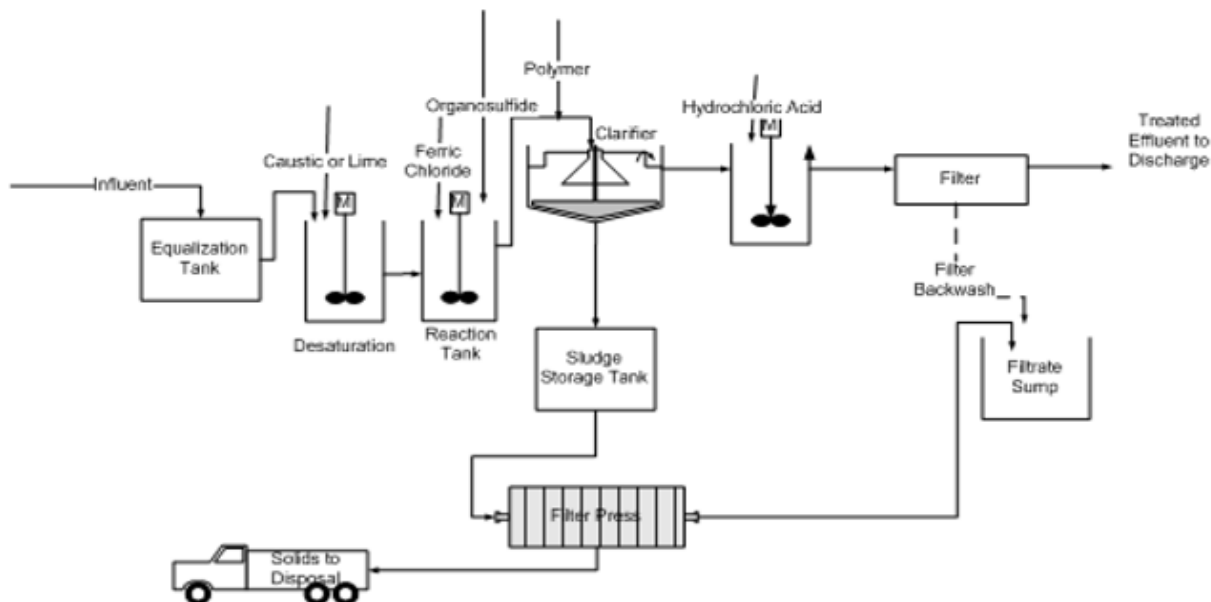 Polymer
Organosulfide
Hydrochloric Acid
Treated
Effluent to
Discharge
Clarifier
M
Caustic or Lime
Ferric
Chloride
Influent
M
M
Filter
Equalization
Tank
Filter
Backwash
Desaturation
Reaction
Tank
Sludge
Storage Tank
Filtrate
Sump
Filter Press
Solids to
Disposal